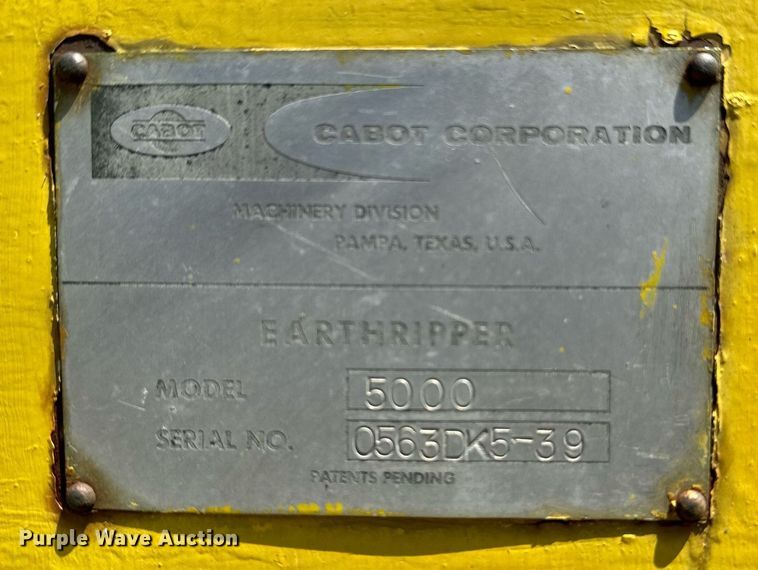 CABOT
CABOT CORPORATION
MACHINERY DIVISION
PAMPA, TEXAS, U.S.A.
EARTHRIPPER
MODEL 5000
SERIAL NO. 0563DK5-39
PATENTS PENDING
Purple Wave Auction